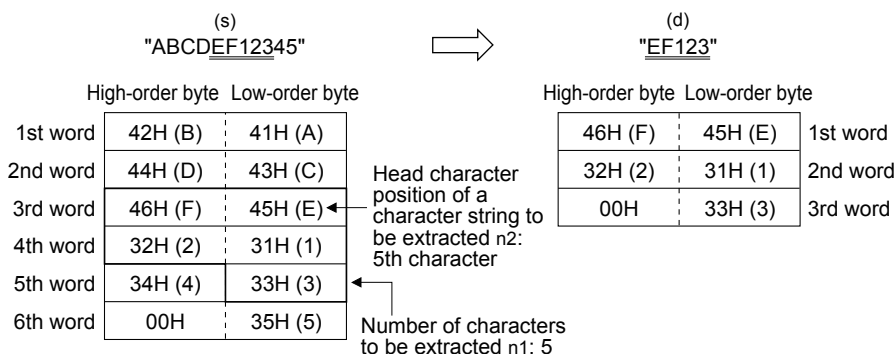 (s)
(d)
"ABCDEF12345"
"EF123"
High-order byte Low-order byte
High-order byte Low-order byte
1st word 42H (B) 41H (A)
46H (F) 45H (E) 1st word
2nd word 44H (D) 43H (C)
32H (2) 31H (1) 2nd word
3rd word 46H (F) 45H (E)
00H 33H (3) 3rd word
4th word 32H (2) 31H (1)
5th word 34H (4) 33H (3)
6th word 00H 35H (5)
Head character
position of a
character string to
be extracted n2:
5th character
Number of characters
to be extracted n1: 5